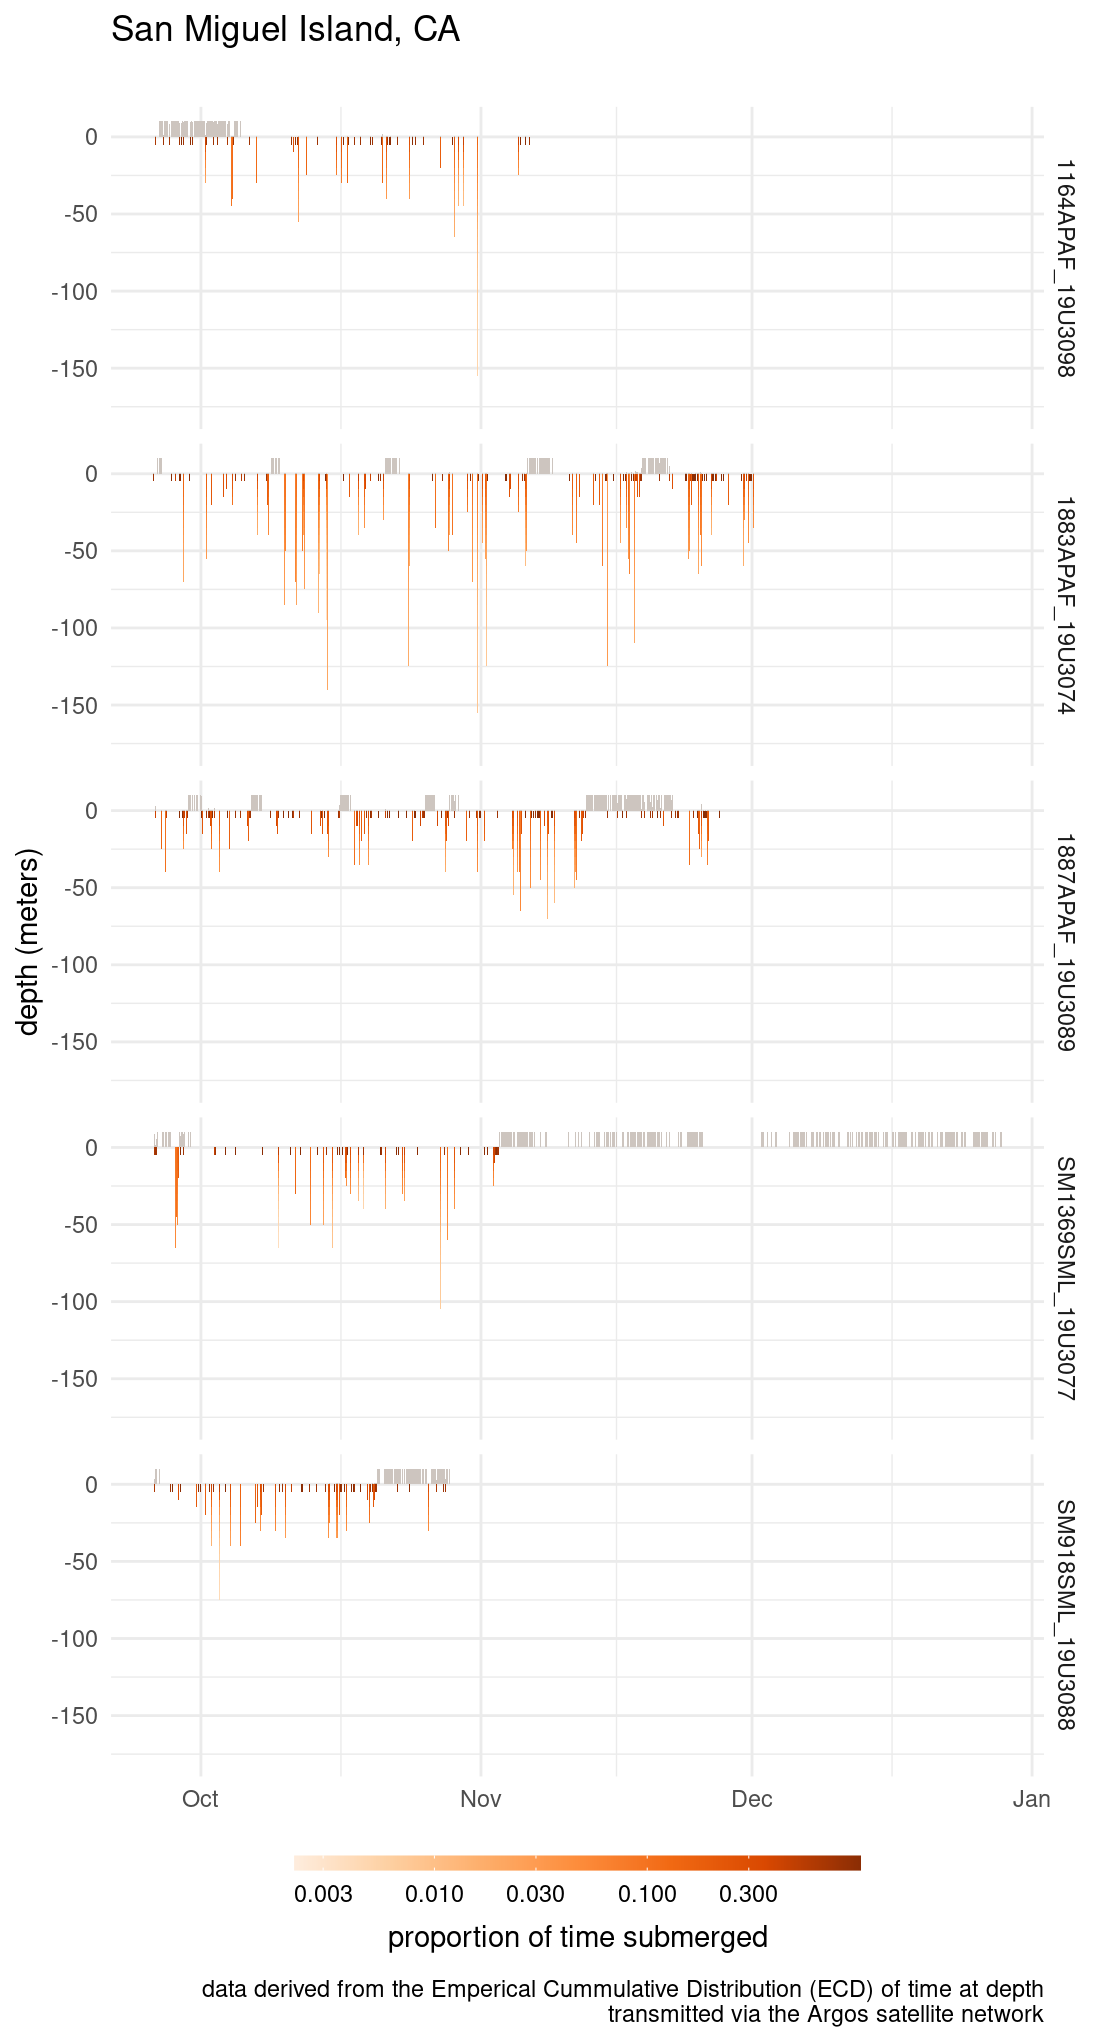 San Miguel Island, CA
0
-50
-100
-150
1164APAF_19U3098
0
-50
-100
-150
1883APAF_19U3074
0
-50
-100
-150
1887APAF_19U3089
depth (meters)
0
-50
-100
-150
SM1369SML_19U3077
0
-50
-100
-150
SM918SML_19U3088
Oct Nov Dec Jan
0.003 0.010 0.030 0.100 0.300
proportion of time submerged
data derived from the Emperical Cummulative Distribution (ECD) of time at depth
transmitted via the Argos satellite network